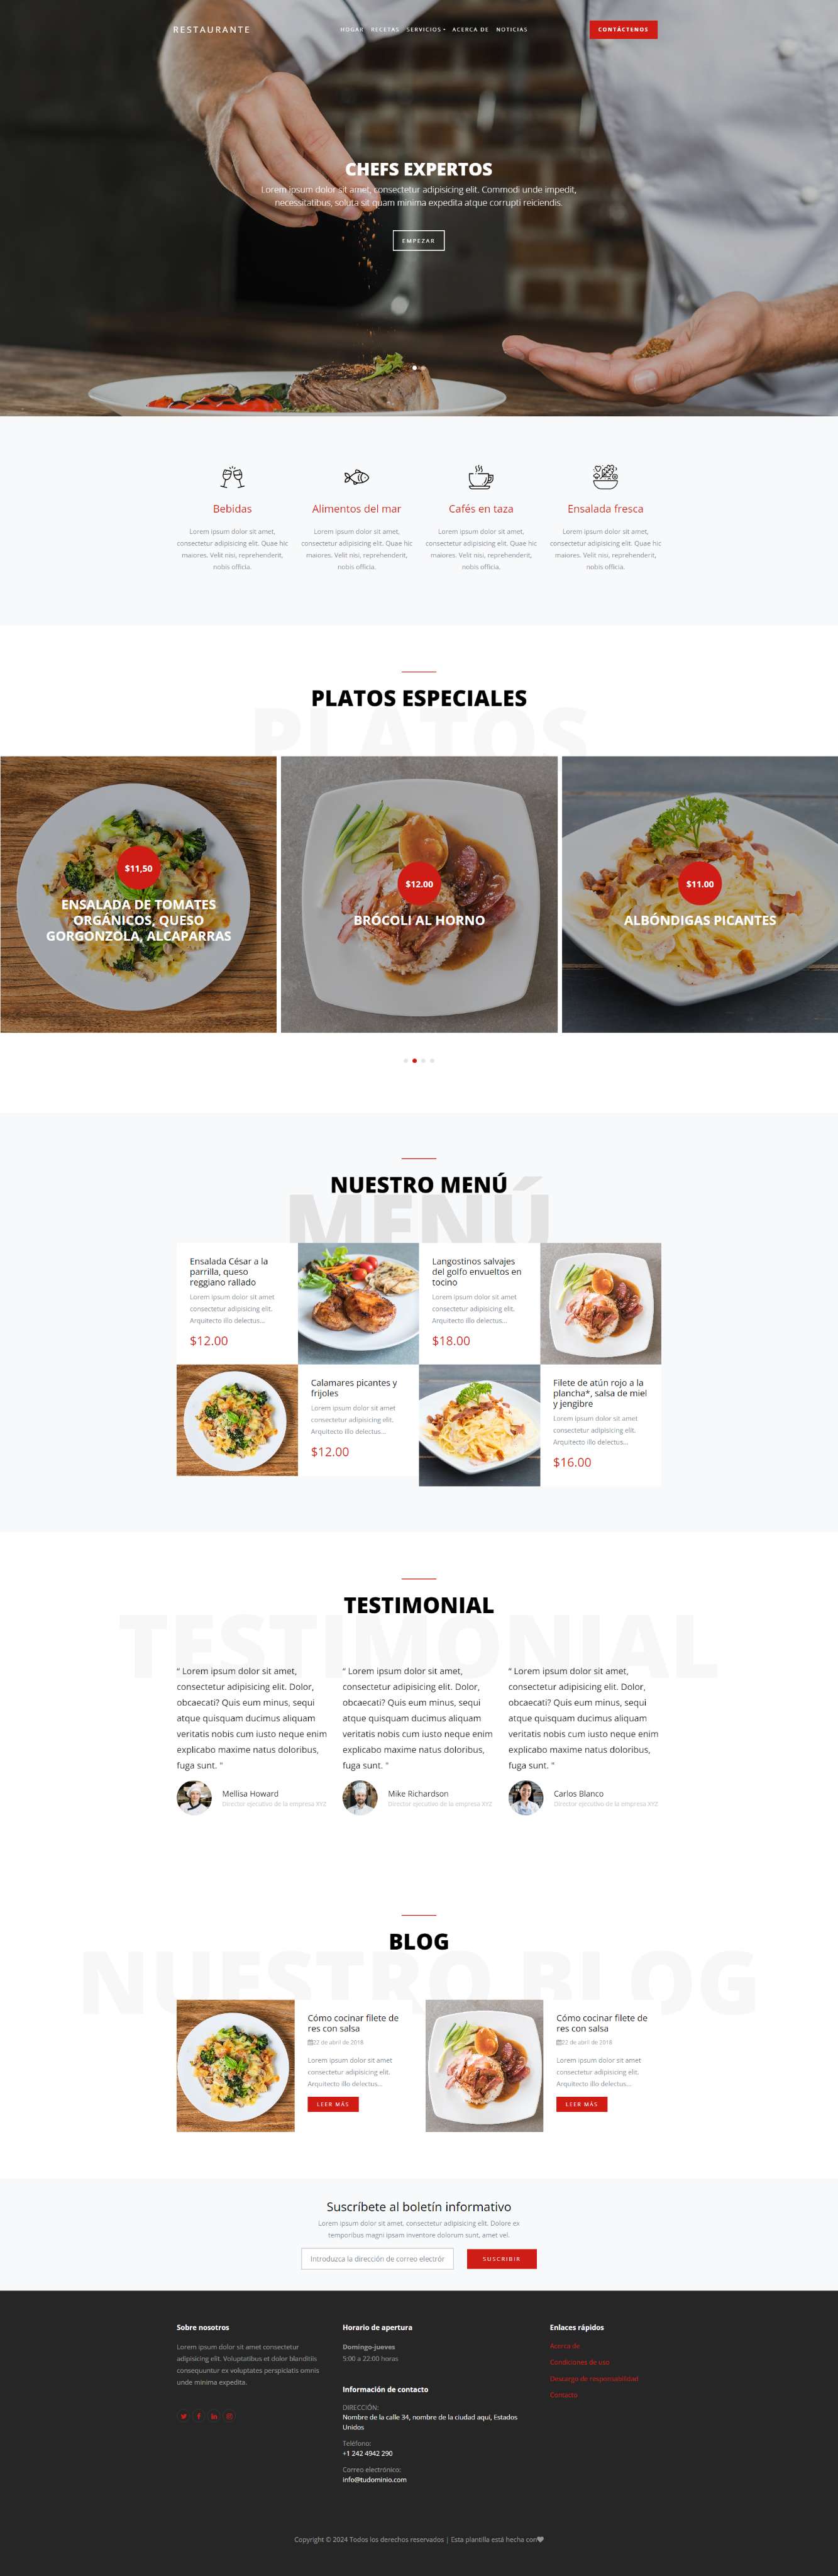 RESTAURANTE
HOGAR RECETAS SERVICIOS ACERCA DE NOTICIAS
CONTÁCTENOS
CHEFS EXPERTOS
Lorem ipsum dolor sit amet, consectetur adipisicing elit. Commodi unde impedit,
necessitatibus, soluta sit quam minima expedita atque corrupti reiciendis.
EMPEZAR
Bebidas
Lorem ipsum dolor sit amet,
consectetur adipisicing elit. Quae hic
maiores. Velit nisi, reprehenderit,
nobis officia.
Alimentos del mar
Lorem ipsum dolor sit amet,
consectetur adipisicing elit. Quae hic
maiores. Velit nisi, reprehenderit,
nobis officia.
Cafés en taza
Lorem ipsum dolor sit amet,
consectetur adipisicing elit. Quae hic
maiores. Velit nisi, reprehenderit,
nobis officia.
Ensalada fresca
Lorem ipsum dolor sit amet,
consectetur adipisicing elit. Quae hic
maiores. Velit nisi, reprehenderit,
nobis officia.
PLATOS ESPECIALES
PLATOS
$11,50
ENSALADA DE TOMATES
ORGÁNICOS, QUESO
GORGONZOLA, ALCAPARRAS
$12.00
BRÓCOLI AL HORNO
$11.00
ALBÓNDIGAS PICANTES
NUESTRO MENÚ
MENÚ
Ensalada César a la
parrilla, queso
reggiano rallado
Lorem ipsum dolor sit amet
consectetur adipisicing elit.
Arquitecto illo delectus...
$12.00
Langostinos salvajes
del golfo envueltos en
tocino
Lorem ipsum dolor sit amet
consectetur adipisicing elit.
Arquitecto illo delectus...
$18.00
Calamares picantes y
frijoles
Lorem ipsum dolor sit amet
consectetur adipisicing elit.
Arquitecto illo delectus...
$12.00
Filete de atún rojo a la
plancha*, salsa de miel
y jengibre
Lorem ipsum dolor sit amet
consectetur adipisicing elit.
Arquitecto illo delectus...
$16.00
TESTIMONIAL
TESTIMONIAL
" Lorem ipsum dolor sit amet,
consectetur adipisicing elit. Dolor,
obcaecati? Quis eum minus, sequi
atque quisquam ducimus aliquam
veritatis nobis cum iusto neque enim
explicabo maxime natus doloribus,
fuga sunt. "
Mellisa Howard
Director ejecutivo de la empresa XYZ
" Lorem ipsum dolor sit amet,
consectetur adipisicing elit. Dolor,
obcaecati? Quis eum minus, sequi
atque quisquam ducimus aliquam
veritatis nobis cum iusto neque enim
explicabo maxime natus doloribus,
fuga sunt. "
Mike Richardson
Director ejecutivo de la empresa XYZ
" Lorem ipsum dolor sit amet,
consectetur adipisicing elit. Dolor,
obcaecati? Quis eum minus, sequi
atque quisquam ducimus aliquam
veritatis nobis cum iusto neque enim
explicabo maxime natus doloribus,
fuga sunt. "
Carlos Blanco
Director ejecutivo de la empresa XYZ
BLOG
NUESTRO BLOG
Cómo cocinar filete de
res con salsa
22 de abril de 2018
Lorem ipsum dolor sit amet
consectetur adipisicing elit.
Arquitecto illo delectus...
LEER MÁS
Cómo cocinar filete de
res con salsa
22 de abril de 2018
Lorem ipsum dolor sit amet
consectetur adipisicing elit.
Arquitecto illo delectus...
LEER MÁS
Suscríbete al boletín informativo
Lorem ipsum dolor sit amet, consectetur adipisicing elit. Dolore ex
temporibus magni ipsam inventore dolorum sunt, amet vel.
Introduzca la dirección de correo electrór
SUSCRIBIR
Sobre nosotros
Lorem ipsum dolor sit amet consectetur
adipisicing elit. Voluptates et dolor blanditiis
consequuntur ex voluptates perspiciatis omnis
unde minima expedita.
Horario de apertura
Domingo-jueves
5:00 a 22:00 horas
Información de contacto
DIRECCIÓN:
Nombre de la calle 34, nombre de la ciudad aquí, Estados
Unidos
Teléfono:
+1 242 4942 290
Correo electrónico:
info@tudominio.com
Enlaces rápidos
Acerca de
Condiciones de uso
Descargo de responsabilidad
Contacto
Copyright © 2024 Todos los derechos reservados | Esta plantilla está hecha con